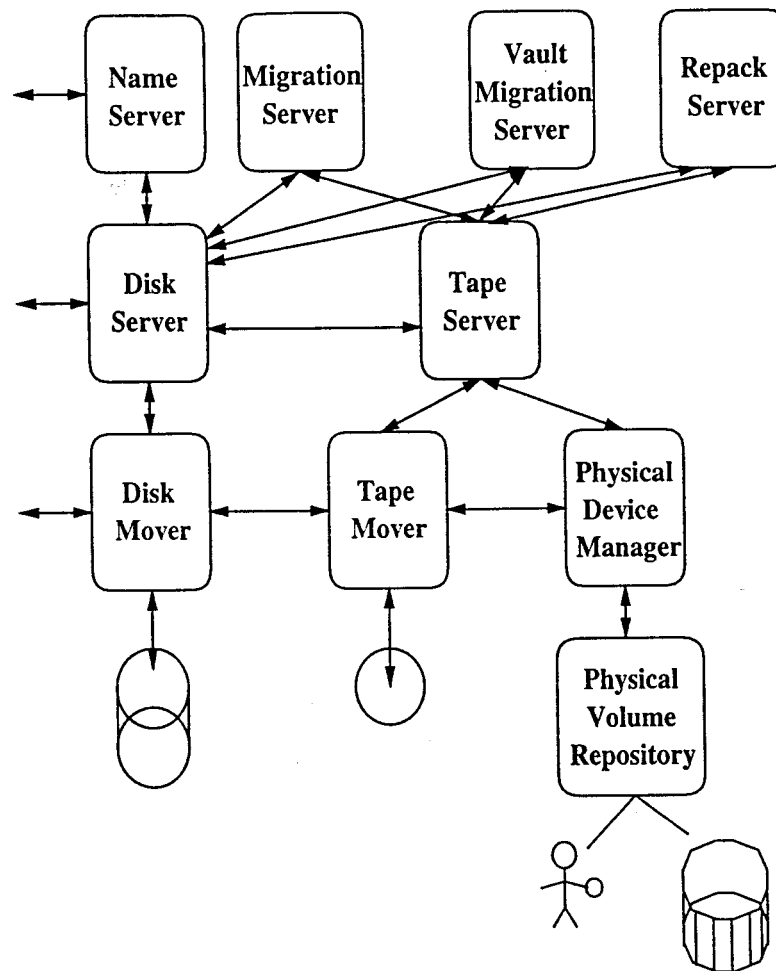 Name
Server
Migration
Server
Vault
Migration
Server
Repack
Server
Disk
Server
Tape
Server
Disk
Mover
Tape
Mover
Physical
Device
Manager
Physical
Volume
Repository